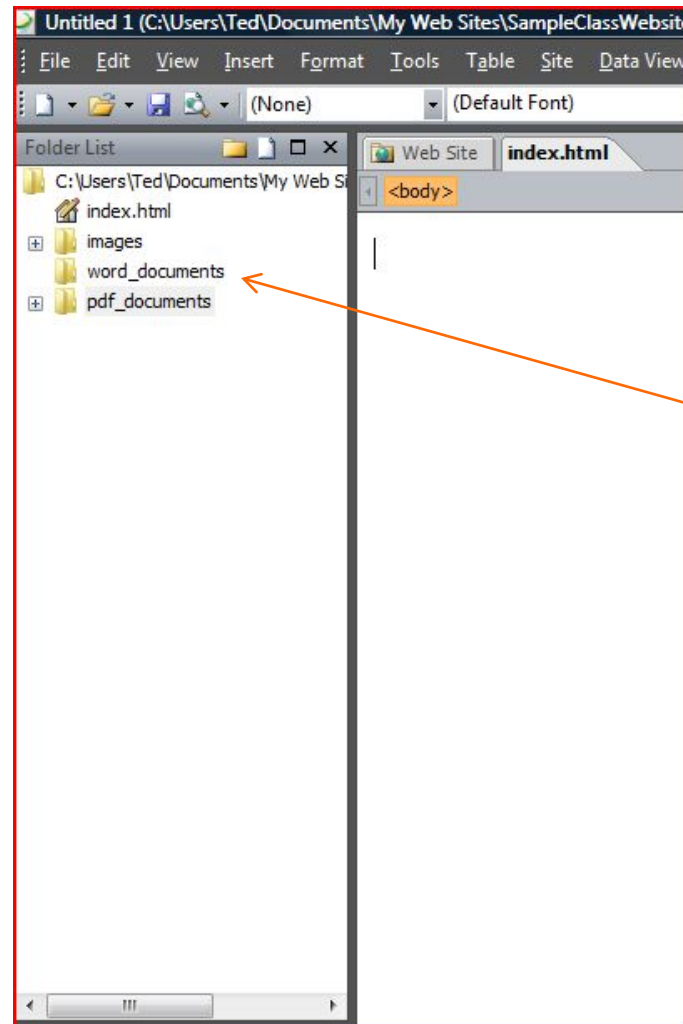 Untitled 1 (C:\Users\Ted\Documents\My Web Sites\SampleClassWebsite
File Edit View Insert Format Tools Table Site Data View
(None) (Default Font)
Folder List
Web Site index.html
C:\Users\Ted\Documents\My Web Si
<body>
index.html
images
word_documents
pdf_documents